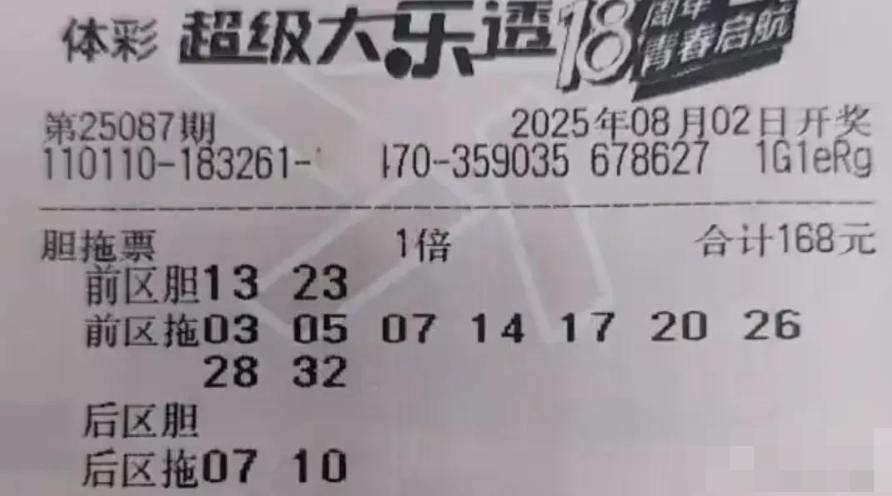 体彩 超级大乐透 18周年 青春启航
第25087期 2025年08月02日开奖
110110-183261- 470-359035 678627 1G1eRg
胆拖票 1倍 合计168元
前区胆13 23
前区拖03 05 07 14 17 20 26
28 32
后区胆
后区拖07 10